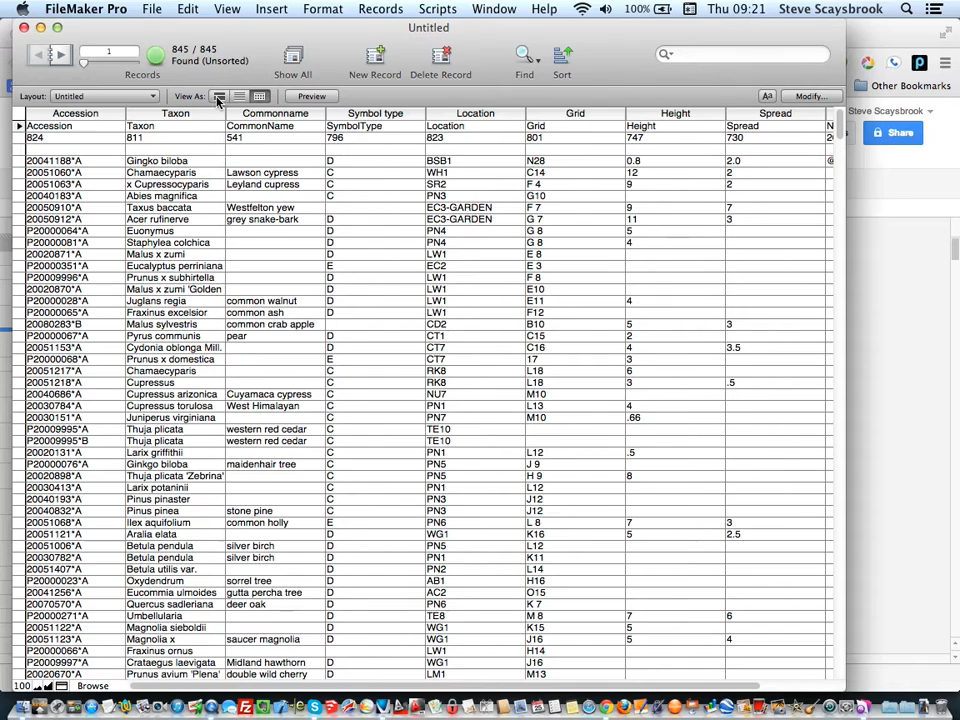 FileMaker Pro File Edit View Insert Format Records Scripts Window Help 100% Thu 09:21 Steve Scaysbrook
Untitled
1 845 / 845
Found (Unsorted)
Records Show All New Record Delete Record Find Sort
Other Bookmarks
Layout: Untitled View As: Preview Aa Modify...
Steve Scaysbrook
Share
Accession Taxon Commonname Symbol type Location Grid Height Spread
Accession Taxon CommonName SymbolType Location Grid Height Spread
824 811 541 796 823 801 747 730
20041188*A Gingko biloba D BSB1 N28 0.8 2.0 @
20051060*A Chamaecyparis Lawson cypress C WH1 C14 12 2
20051063*A x Cupressocyparis Leyland cupress C SR2 F 4 9 2
20040183*A Abies magnifica C PN3 G10
20050910*A Taxus baccata Westfelton yew EC3-GARDEN F 7 9 7
20050912*A Acer rufinerve grey snake-bark D EC3-GARDEN G 7 11 3
P20000064*A Euonymus D PN4 G 8 5
P20000081*A Staphylea colchica D PN4 G 8 4
20020871*A Malus x zumi D LW1 E 8
P20000351*A Eucalyptus perriniana E EC2 E 3
P20009996*A Prunus x subhirtella D LW1 F 8
20020870*A Malus x zumi 'Golden D LW1 E10
P20000028*A Juglans regia common walnut D LW1 E11 4
P20000065*A Fraxinus excelsior common ash D LW1 F12
20080283*B Malus sylvestris common crab apple CD2 B10 5 3
P20000067*A Pyrus communis pear D CT1 C15 2
20051153*A Cydonia oblonga Mill. D CT7 C16 4 3.5
P20000068*A Prunus x domestica E CT7 17 3
20051217*A Chamaecyparis C RK8 L18 6
20051218*A Cupressus C RK8 L18 3 .5
20040686*A Cupressus arizonica Cuyamaca cypress C NU7 M10
20030784*A Cupressus torulosa West Himalayan C PN1 L13 4
20030151*A Juniperus virginiana C PN7 M10 .66
P20009995*A Thuja plicata western red cedar C TE10
P20009995*B Thuja plicata western red cedar C TE10
20020131*A Larix griffithii C PN1 L12 .5
P20000076*A Ginkgo biloba maidenhair tree C PN5 J 9
20020898*A Thuja plicata 'Zebrina' C PN5 H 9 8
20030413*A Larix potaninii C PN1 L12
20040193*A Pinus pinaster C PN3 J12
20040832*A Pinus pinea stone pine C PN3 J12
20051068*A Ilex aquifolium common holly E PN6 L 8 7 3
20051121*A Aralia elata D WG1 K16 5 2.5
20051006*A Betula pendula silver birch D PN5 L12
20030782*A Betula pendula silver birch D PN1 K11
20051407*A Betula utilis var. D PN2 L14
P20000023*A Oxydendrum sorrel tree D AB1 H16
20041256*A Eucommia ulmoides gutta percha tree D AC2 O15
20070570*A Quercus sadleriana deer oak D PN6 K 7
P20000271*A Umbellularia D TE8 M 8 7 6
20051122*A Magnolia sieboldii D WG1 K15 5
20051123*A Magnolia x saucer magnolia D WG1 J16 5 4
P20000066*A Fraxinus ornus LW1 H14
P20009997*A Crataegus laevigata Midland hawthorn D WG1 J16
20020670*A Prunus avium 'Plena' double wild cherry D LM1 M13
100 Browse